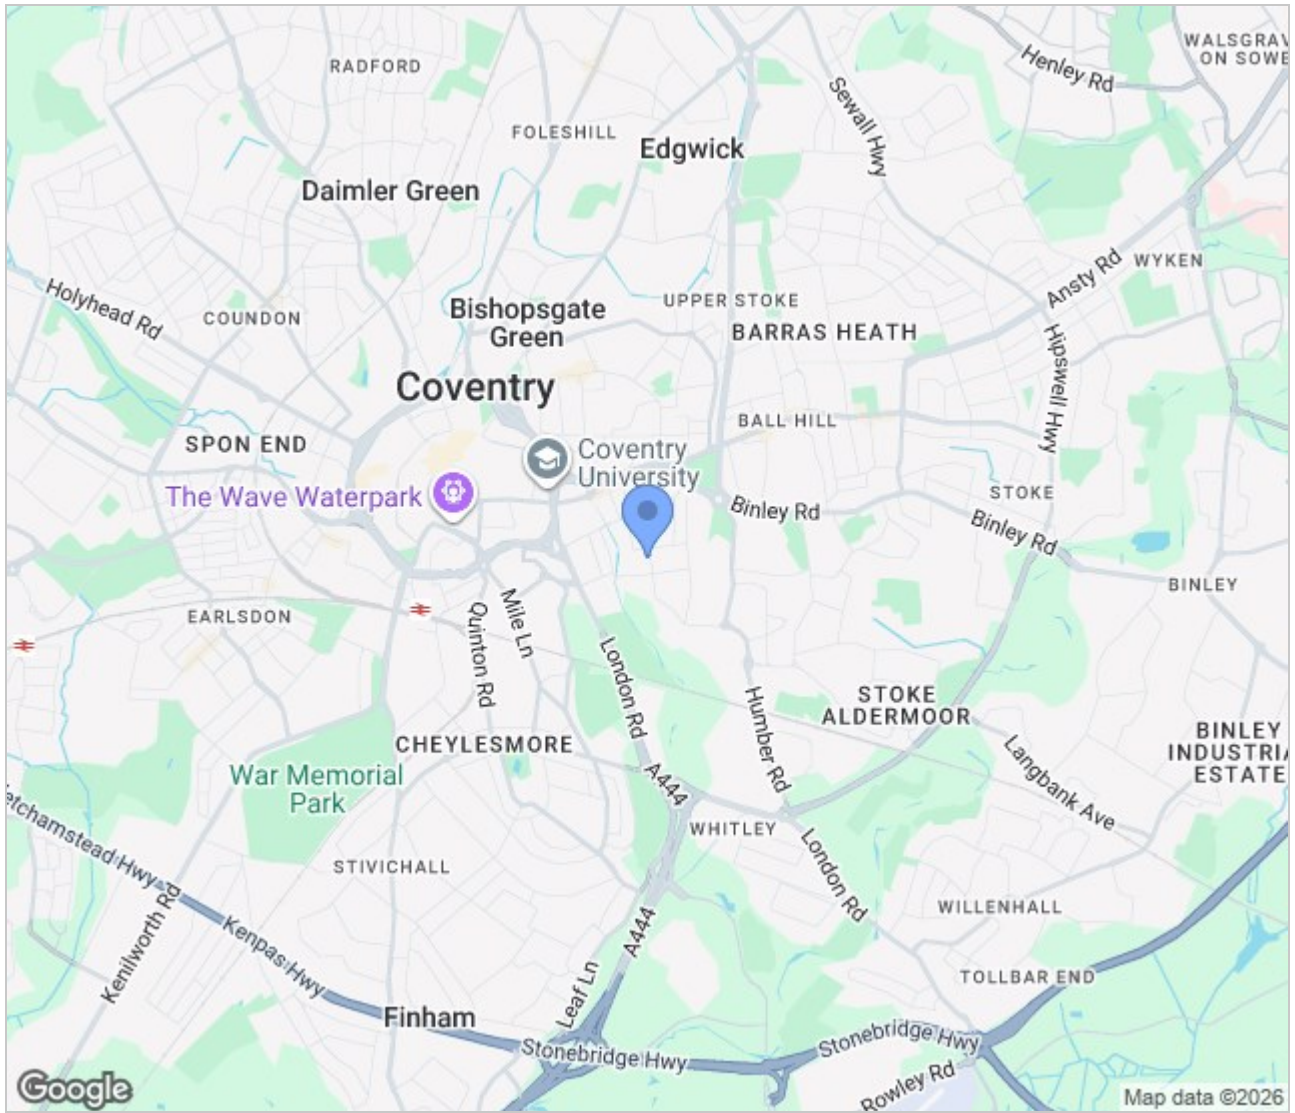 WALSGRAV
ON SOWE
Henley Rd
RADFORD
Sewall Hwy
FOLESHILL
Edgwick
Daimler Green
Ansty Rd
WYKEN
Holyhead Rd
COUNDON
Bishopsgate
Green
UPPER STOKE
BARRAS HEATH
Hipswell Hwy
Coventry
BALL HILL
SPON END
Coventry
University
The Wave Waterpark
Binley Rd
STOKE
Binley Rd
BINLEY
EARLSDON
Mile Ln
Quinton Rd
London Rd
Humber Rd
STOKE
ALDERMOOR
CHEYLESMORE
BINLEY
INDUSTRIA
ESTATE
Langbank Ave
War Memorial
Park
A444
WHITLEY
etchamstead Hwy
STIVICHALL
London Rd
Kenilworth Rd
WILLENHALL
Kenpas Hwy
A444
TOLLBAR END
Leaf Ln
Finham
Stonebridge Hwy
Stonebridge Hwy
Rowley Rd
Google
Map data ©2026